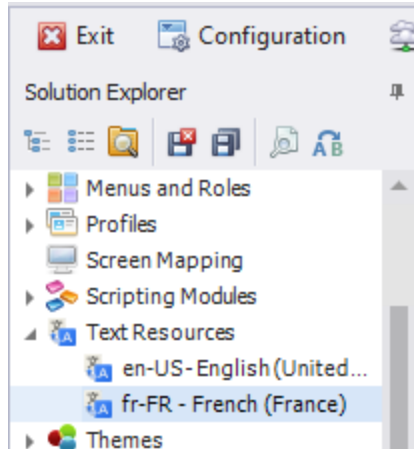 Exit Configuration
Solution Explorer
Menus and Roles
Profiles
Screen Mapping
Scripting Modules
Text Resources
en-US-English (United...
fr-FR - French (France)
Themes